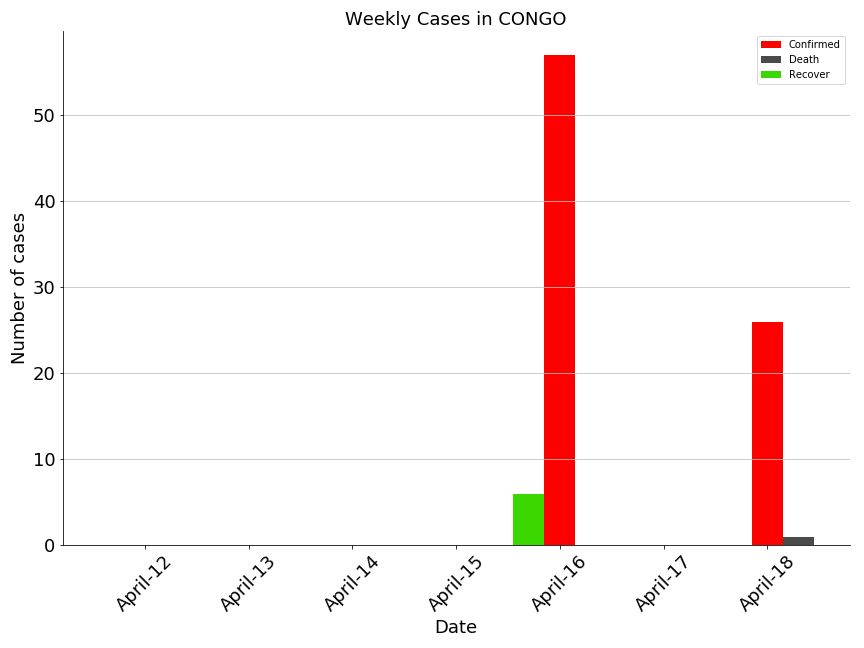 Weekly Cases in CONGO
Confirmed
Death
Recover
Number of cases
50
40
30
20
10
0
April-12
April-13
April-14
April-15
April-16
April-17
April-18
Date